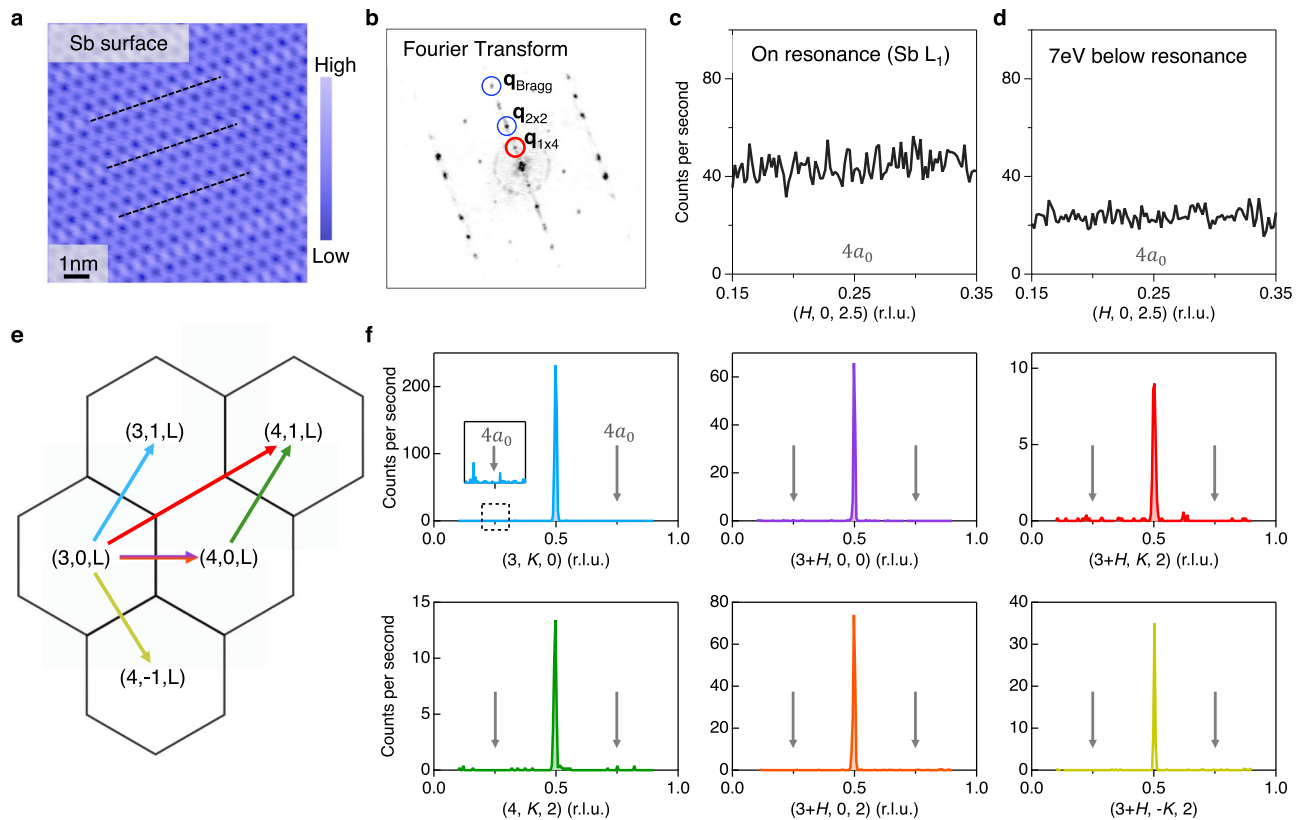 a
Sb surface
1nm
High
Low
b
Fourier Transform
qBragg
q2x2
q1x4
c
On resonance (Sb L1)
Counts per second
80
40
0
4a0
0.15
0.25
0.35
(H, 0, 2.5) (r.l.u.)
d
7eV below resonance
80
40
0
4a0
0.15
0.25
0.35
(H, 0, 2.5) (r.l.u.)
e
(3,1,L)
(4,1,L)
(3,0,L)
(4,0,L)
(4,-1,L)
f
Counts per second
200
100
0
4a0
4a0
0.0
0.5
1.0
(3, K, 0) (r.l.u.)
60
40
20
0
0.0
0.5
1.0
(3+H, 0, 0) (r.l.u.)
10
5
0
0.0
0.5
1.0
(3+H, K, 2) (r.l.u.)
Counts per second
15
10
5
0
0.0
0.5
1.0
(4, K, 2) (r.l.u.)
80
60
40
20
0
0.0
0.5
1.0
(3+H, 0, 2) (r.l.u.)
40
30
20
10
0
0.0
0.5
1.0
(3+H, -K, 2)